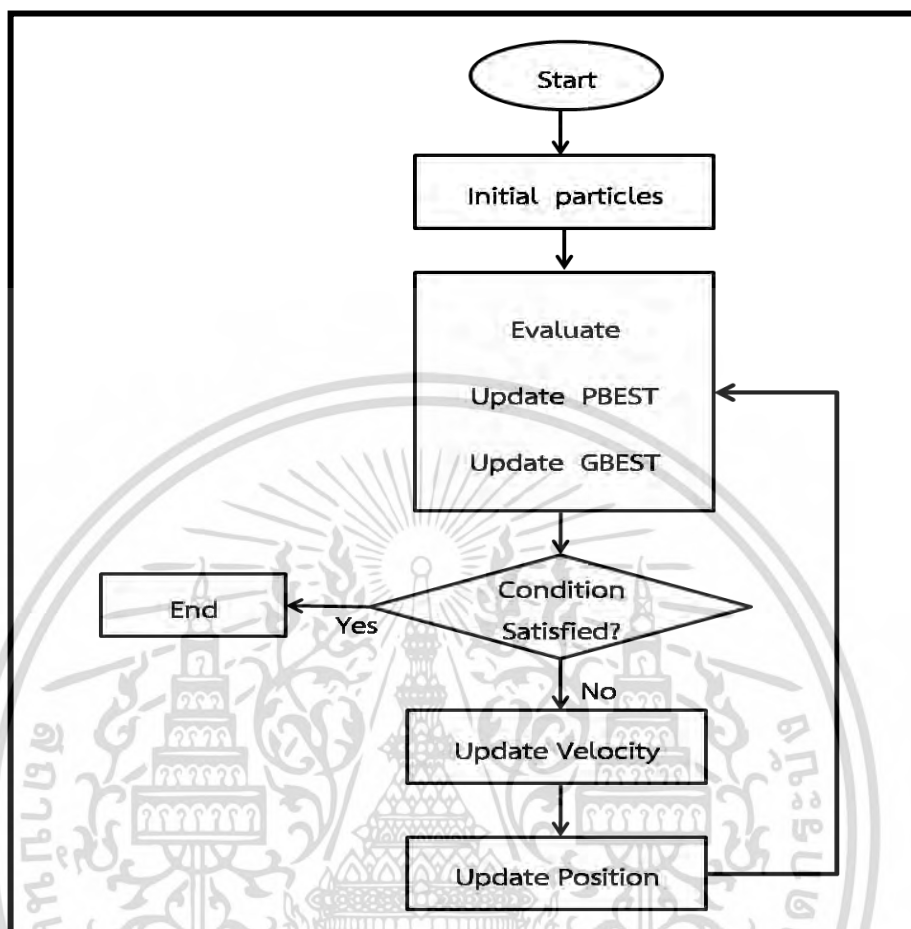 Start
Initial particles
Evaluate
Update PBEST
Update GBEST
Condition
Satisfied?
End
Yes
No
Update Velocity
Update Position